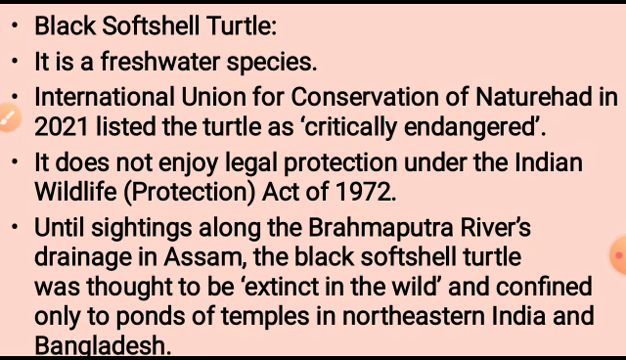 • Black Softshell Turtle:
• It is a freshwater species.
• International Union for Conservation of Naturehad in
2021 listed the turtle as ‘critically endangered’.
• It does not enjoy legal protection under the Indian
Wildlife (Protection) Act of 1972.
• Until sightings along the Brahmaputra River’s
drainage in Assam, the black softshell turtle
was thought to be ‘extinct in the wild’ and confined
only to ponds of temples in northeastern India and
Bangladesh.